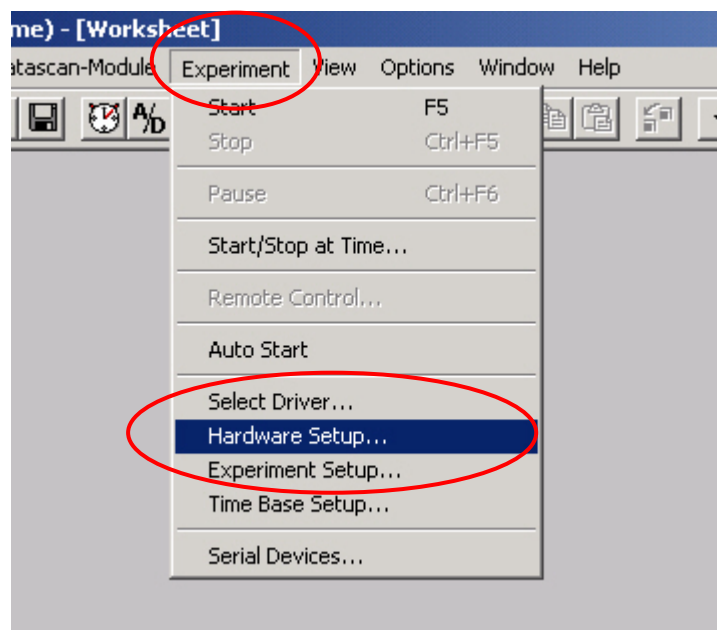 me) - [Worksheet]
atascan-Module Experiment View Options Window Help
A/D
Start F5
Stop Ctrl+F5
Pause Ctrl+F6
Start/Stop at Time...
Remote Control...
Auto Start
Select Driver...
Hardware Setup...
Experiment Setup...
Time Base Setup...
Serial Devices...